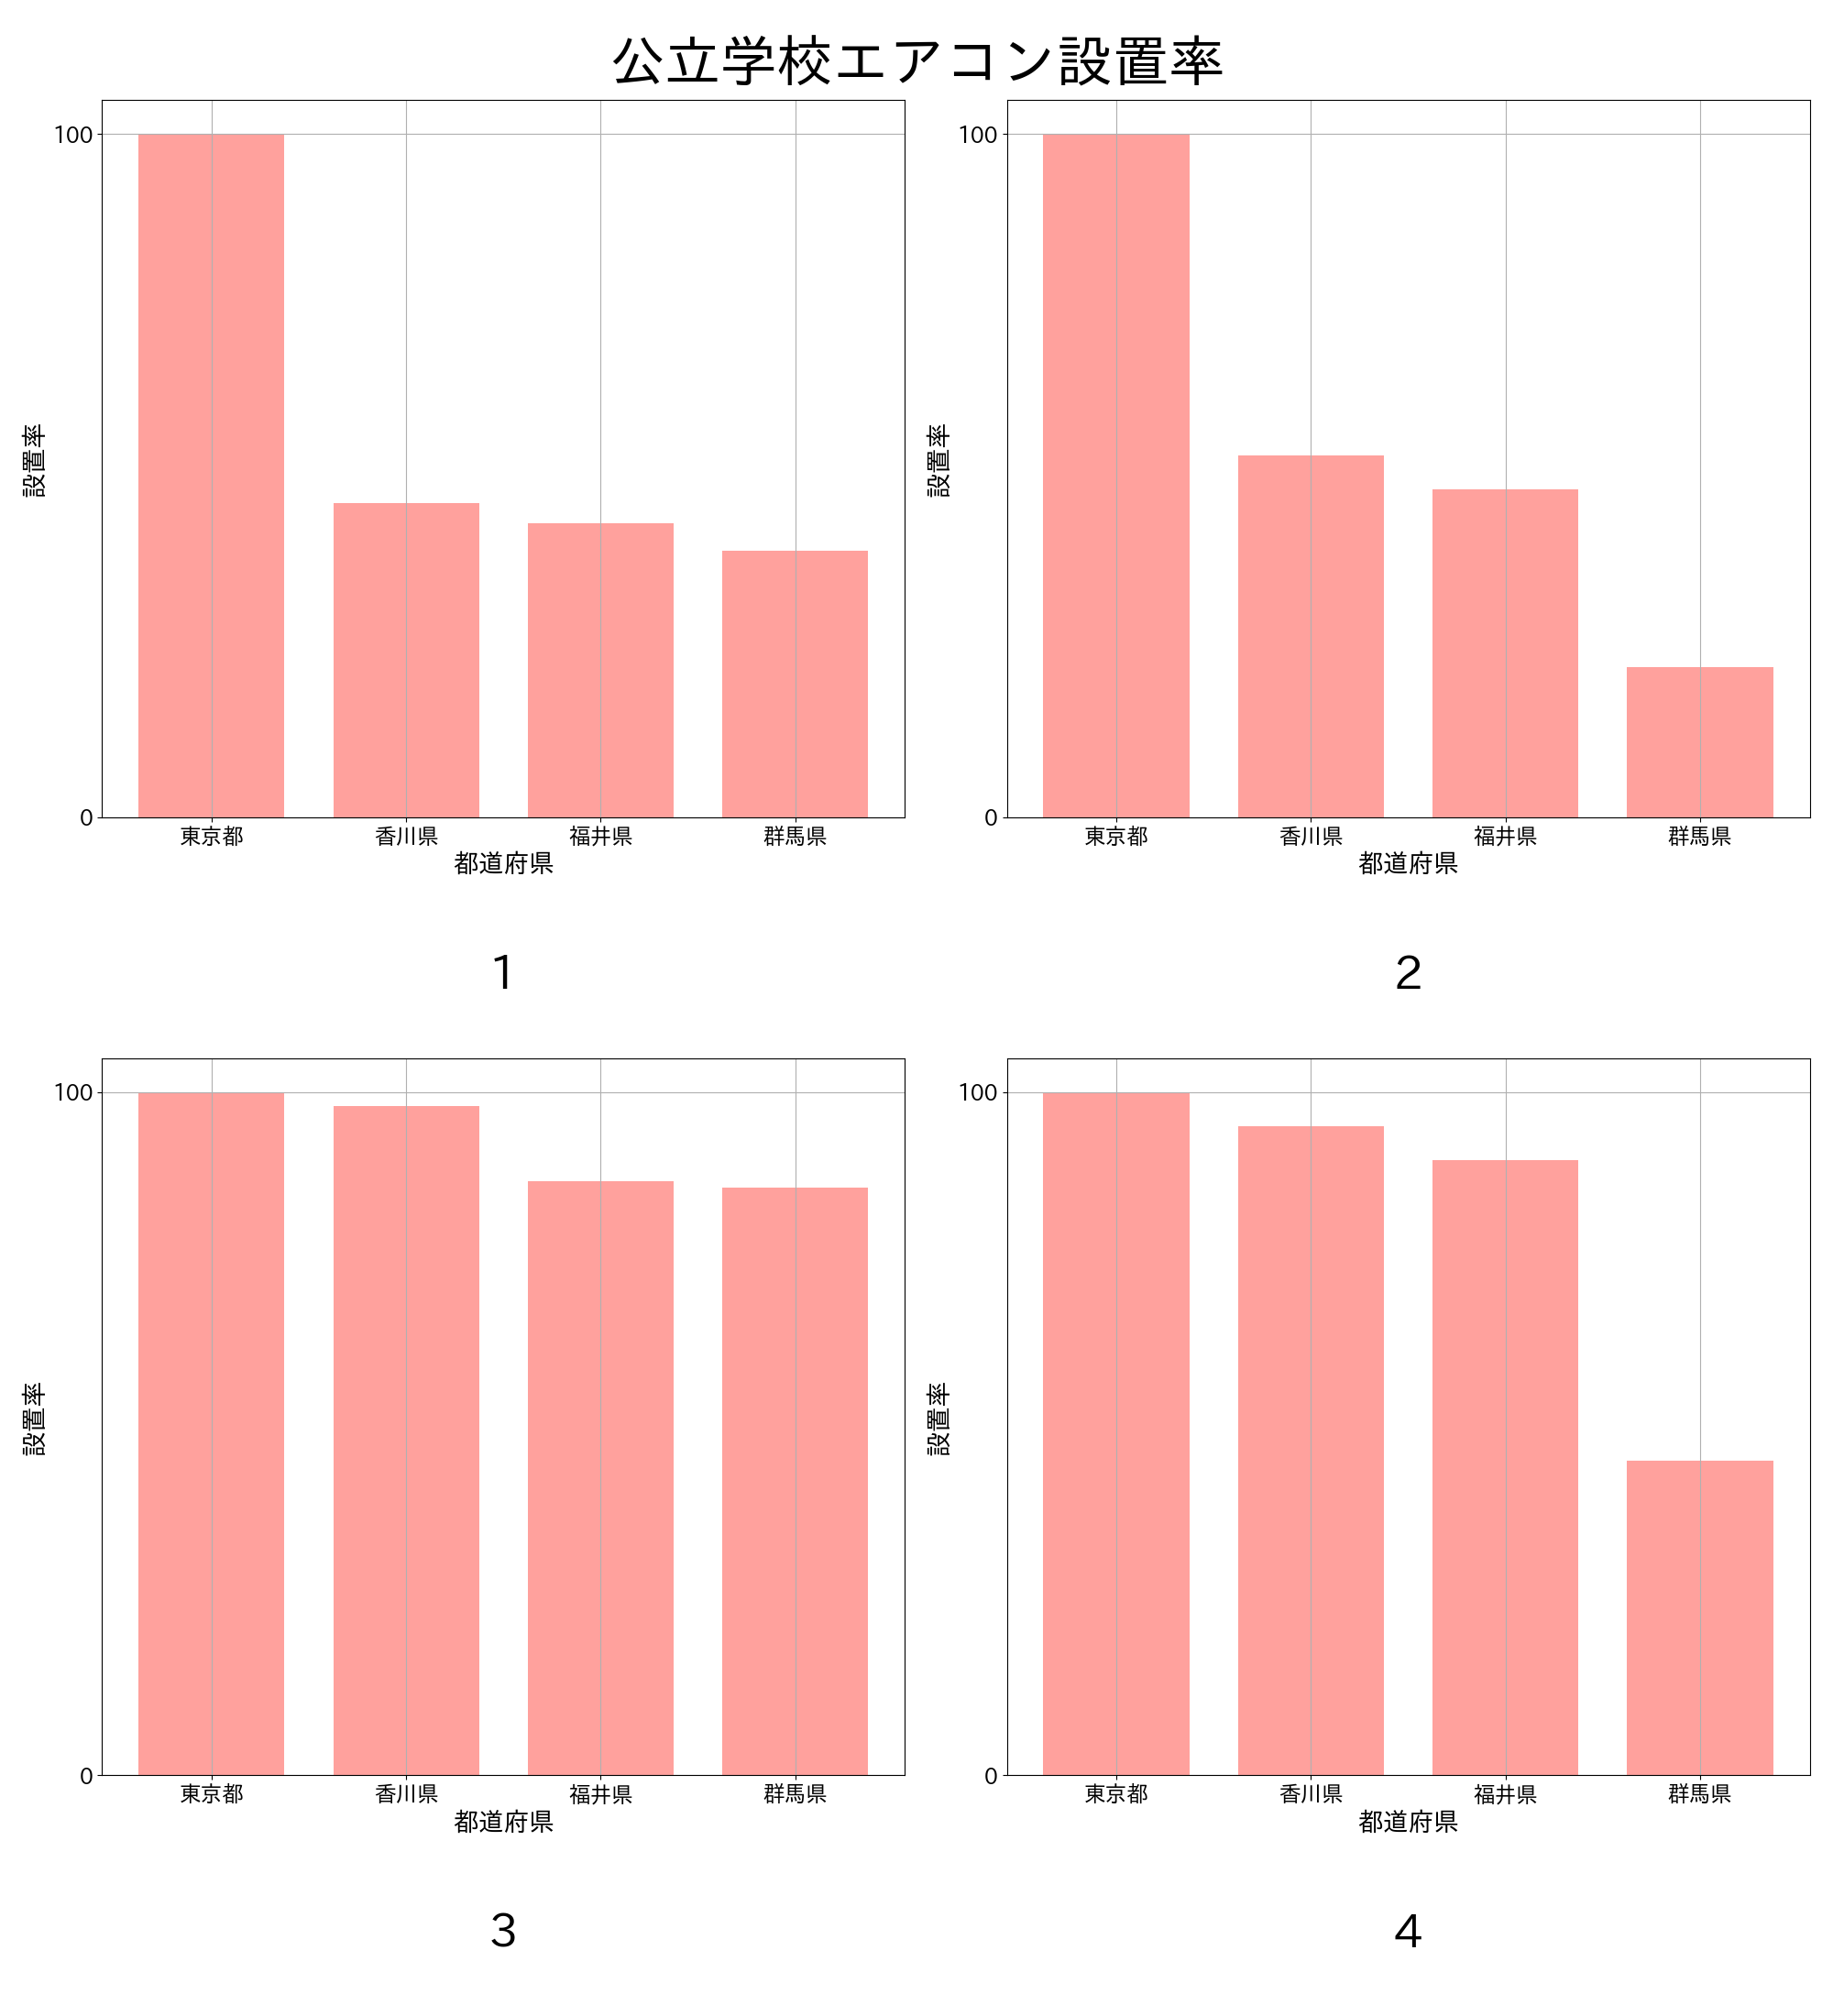 公立学校エアコン設置率
100
設置率
0
東京都 香川県 福井県 群馬県
都道府県
1
100
設置率
0
東京都 香川県 福井県 群馬県
都道府県
2
100
設置率
0
東京都 香川県 福井県 群馬県
都道府県
3
100
設置率
0
東京都 香川県 福井県 群馬県
都道府県
4